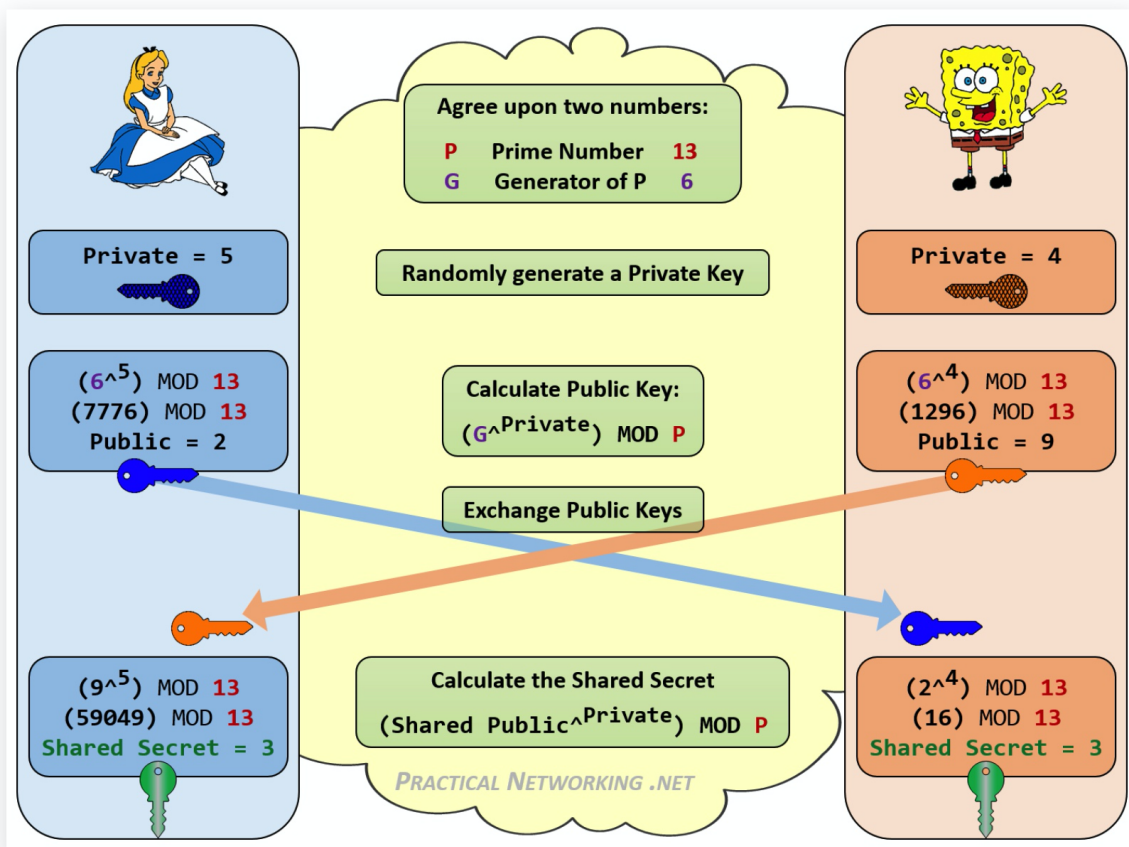 Agree upon two numbers:
P Prime Number 13
G Generator of P 6
Private = 5
Randomly generate a Private Key
Private = 4
(6^5) MOD 13
(7776) MOD 13
Public = 2
Calculate Public Key:
(G^Private) MOD P
(6^4) MOD 13
(1296) MOD 13
Public = 9
Exchange Public Keys
(9^5) MOD 13
(59049) MOD 13
Shared Secret = 3
Calculate the Shared Secret
(Shared Public^Private) MOD P
(2^4) MOD 13
(16) MOD 13
Shared Secret = 3
PRACTICAL NETWORKING .NET